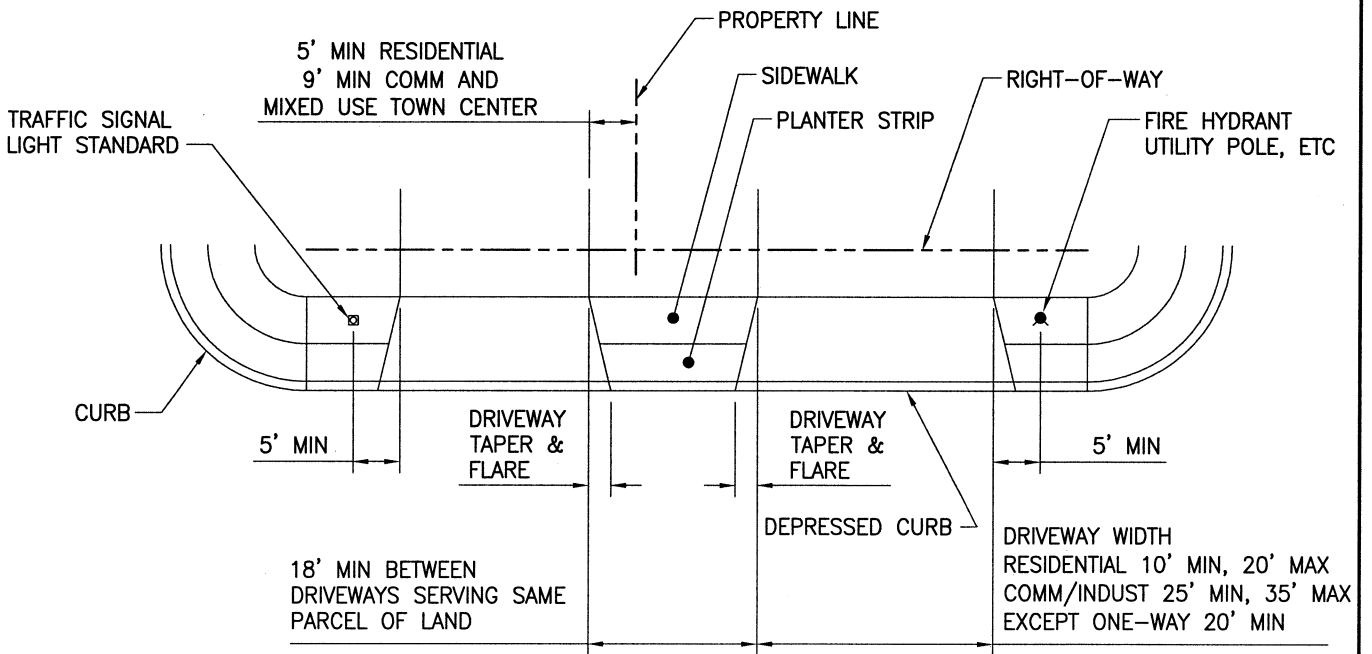 PROPERTY LINE
5' MIN RESIDENTIAL
9' MIN COMM AND
MIXED USE TOWN CENTER
SIDEWALK
RIGHT-OF-WAY
TRAFFIC SIGNAL
LIGHT STANDARD
PLANTER STRIP
FIRE HYDRANT
UTILITY POLE, ETC
CURB
5' MIN
DRIVEWAY
TAPER &
FLARE
DRIVEWAY
TAPER &
FLARE
5' MIN
DEPRESSED CURB
18' MIN BETWEEN
DRIVEWAYS SERVING SAME
PARCEL OF LAND
DRIVEWAY WIDTH
RESIDENTIAL 10' MIN, 20' MAX
COMM/INDUST 25' MIN, 35' MAX
EXCEPT ONE-WAY 20' MIN